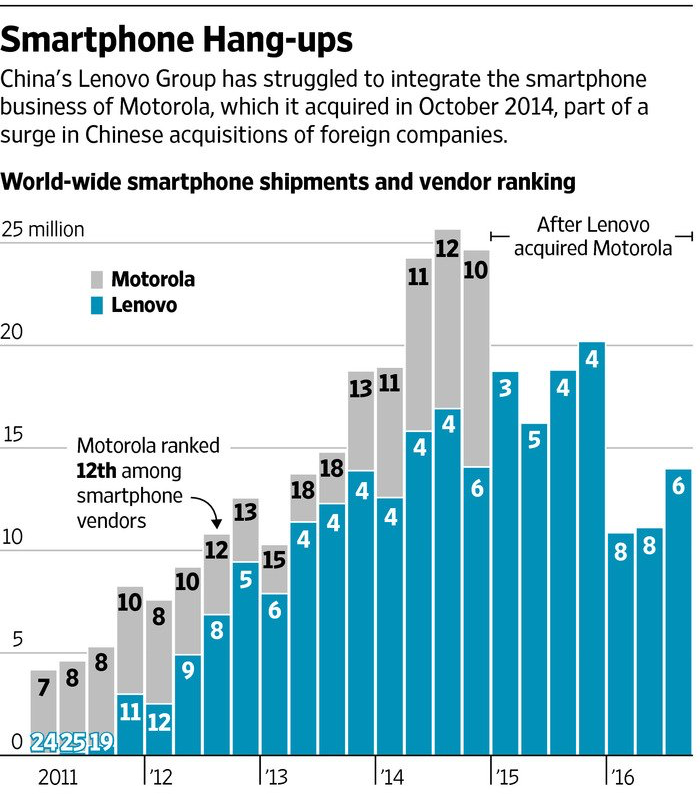 Smartphone Hang-ups
China's Lenovo Group has struggled to integrate the smartphone
business of Motorola, which it acquired in October 2014, part of a
surge in Chinese acquisitions of foreign companies.
World-wide smartphone shipments and vendor ranking
25 million
After Lenovo
acquired Motorola
Motorola
Lenovo
20
15
10
5
0
Motorola ranked
12th among
smartphone
vendors
7 8 8 10 8 10 12 13 15 18 18 13 11 11 12 10
24 25 19 11 12 9 8 5 6 4 4 4 4 4 4 6 3 5 4 4 8 8 6
2011 '12 '13 '14 '15 '16